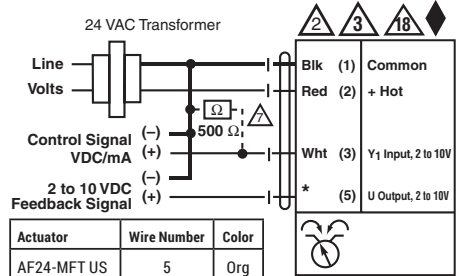 24 VAC Transformer
2 3 18
Line
Volts
Blk (1) Common
Red (2) + Hot
Ω
500 Ω 7
Control Signal (–)
VDC/mA (+)
Wht (3) Y1 Input, 2 to 10V
(–)
2 to 10 VDC
Feedback Signal (+)
* (5) U Output, 2 to 10V
Actuator Wire Number Color
AF24-MFT US 5 Org